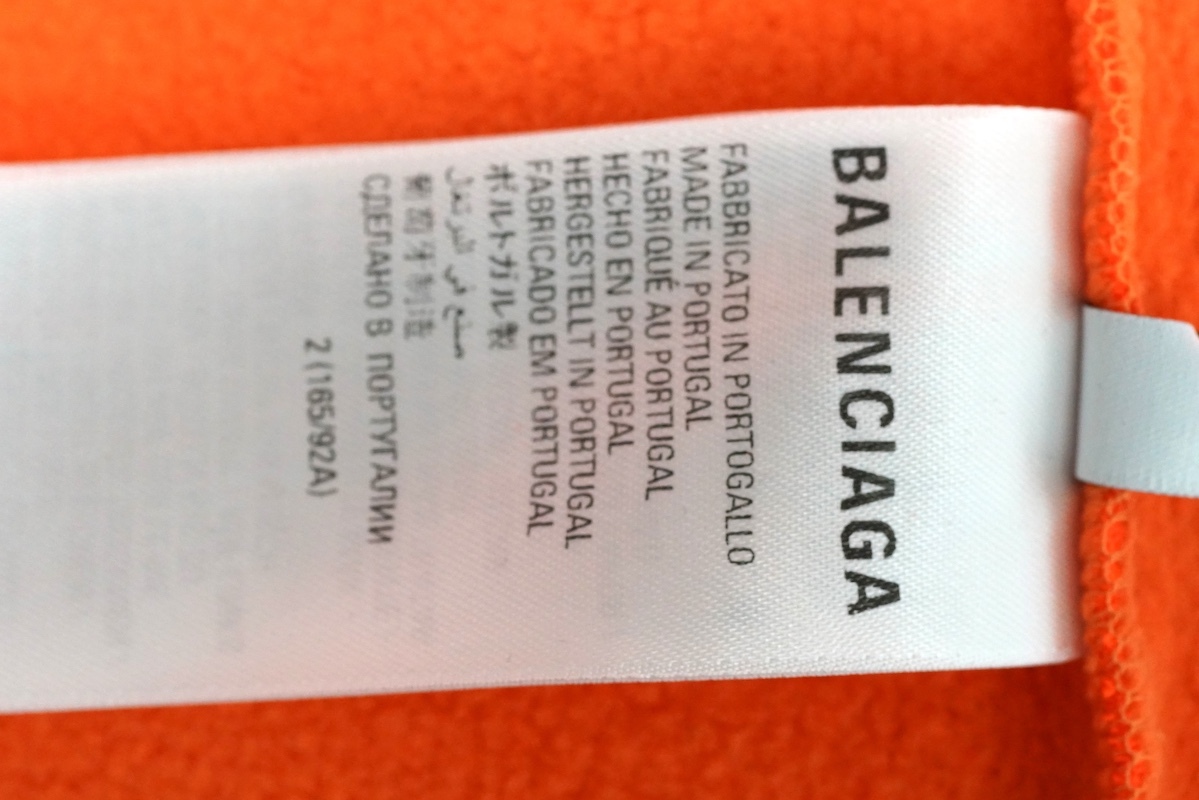 BALENCIAGA
FABBRICATO IN PORTOGALLO
MADE IN PORTUGAL
FABRIQUÉ AU PORTUGAL
HECHO EN PORTUGAL
HERGESTELLT IN PORTUGAL
FABRICADO EM PORTUGAL
ポルトガル製
صنع في البرتغال
葡萄牙制造
СДЕЛАНО В ПОРТУГАЛИИ
2 (165/92A)